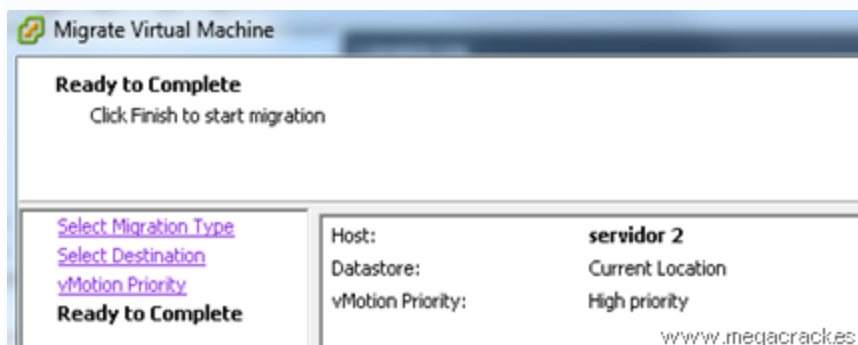 Migrate Virtual Machine
Ready to Complete
Click Finish to start migration
Select Migration Type
Select Destination
vMotion Priority
Ready to Complete
Host: servidor 2
Datastore: Current Location
vMotion Priority: High priority
www.megacrack.es